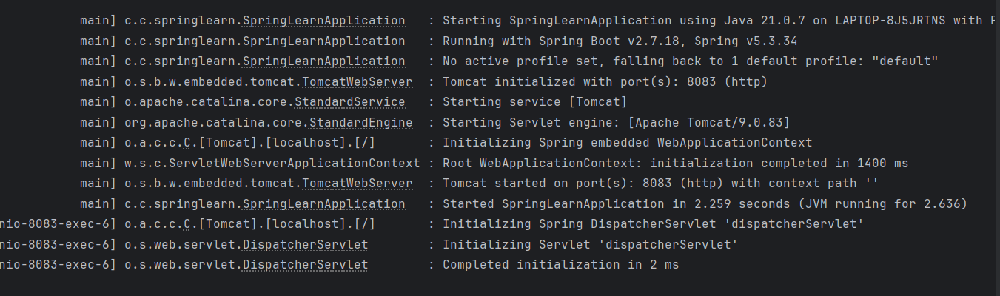 main] c.c.springlearn.SpringLearnApplication : Starting SpringLearnApplication using Java 21.0.7 on LAPTOP-8J5JRTNS with
main] c.c.springlearn.SpringLearnApplication : Running with Spring Boot v2.7.18, Spring v5.3.34
main] c.c.springlearn.SpringLearnApplication : No active profile set, falling back to 1 default profile: "default"
main] o.s.b.w.embedded.tomcat.TomcatWebServer : Tomcat initialized with port(s): 8083 (http)
main] o.apache.catalina.core.StandardService : Starting service [Tomcat]
main] org.apache.catalina.core.StandardEngine : Starting Servlet engine: [Apache Tomcat/9.0.83]
main] o.a.c.c.C.[Tomcat].[localhost].[/] : Initializing Spring embedded WebApplicationContext
main] w.s.c.ServletWebServerApplicationContext : Root WebApplicationContext: initialization completed in 1400 ms
main] o.s.b.w.embedded.tomcat.TomcatWebServer : Tomcat started on port(s): 8083 (http) with context path ''
main] c.c.springlearn.SpringLearnApplication : Started SpringLearnApplication in 2.259 seconds (JVM running for 2.636)
nio-8083-exec-6] o.a.c.c.C.[Tomcat].[localhost].[/] : Initializing Spring DispatcherServlet 'dispatcherServlet'
nio-8083-exec-6] o.s.web.servlet.DispatcherServlet : Initializing Servlet 'dispatcherServlet'
nio-8083-exec-6] o.s.web.servlet.DispatcherServlet : Completed initialization in 2 ms